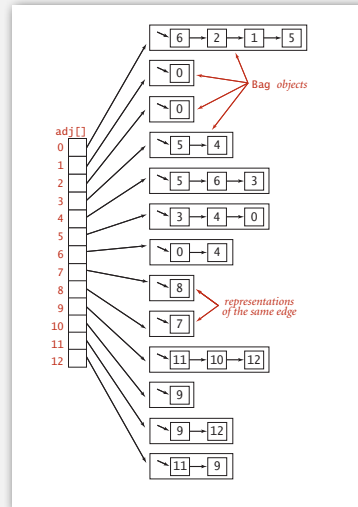 6 2 1 5
0
Bag objects
0
adj[]
0
5 4
1
2
5 6 3
3
4
3 4 0
5
6
0 4
7
8
8
representations
of the same edge
9
7
10
11
11 10 12
12
9
9 12
11 9